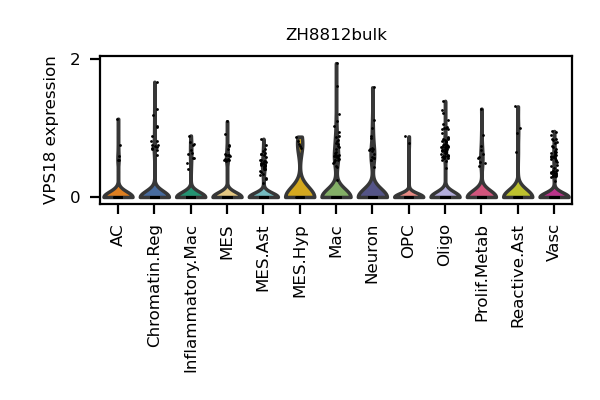 ZH8812bulk
VPS18 expression
2
0
AC
Chromatin.Reg
Inflammatory.Mac
MES
MES.Ast
MES.Hyp
Mac
Neuron
OPC
Oligo
Prolif.Metab
Reactive.Ast
Vasc